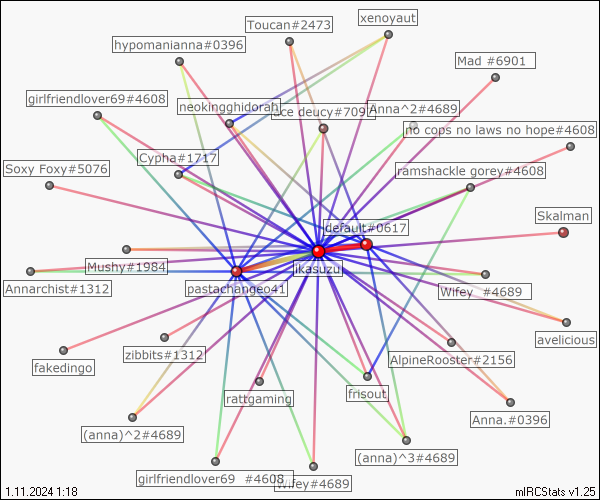 Toucan#2473
xenoyaut
hypomanianna#0396
Mad #6901
girlfriendlover69#4608
neokingghidorah
ace deucy#709
Anna^2#4689
no cops no laws no hope#4608
Cypha#1717
Soxy Foxy#5076
ramshackle gorey#4608
Skalman
default#0617
Mushy#1984
ikasuzu
Annarchist#1312
pastachangeo41
Wifey #4689
avelicious
zibbits#1312
AlpineRooster#2156
fakedingo
rattgaming
frisout
Anna.#0396
(anna)^2#4689
(anna)^3#4689
girlfriendlover69 #4608
Wifey#4689
1.11.2024 1:18
mIRCStats v1.25